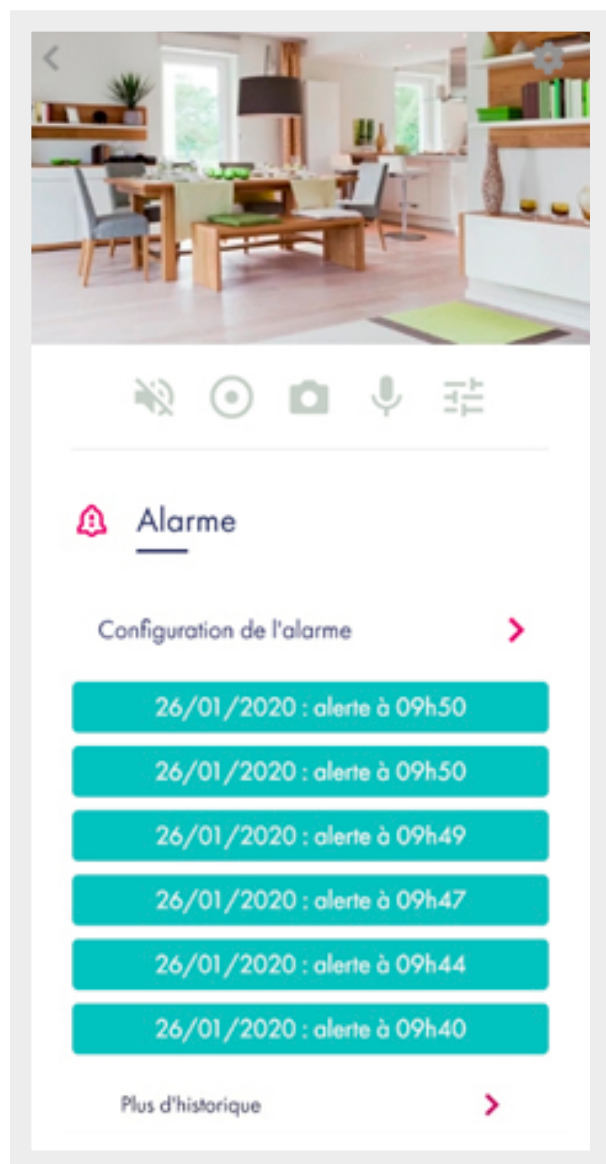 Alarme
Configuration de l'alarme
26/01/2020 : alerte à 09h50
26/01/2020 : alerte à 09h50
26/01/2020 : alerte à 09h49
26/01/2020 : alerte à 09h47
26/01/2020 : alerte à 09h44
26/01/2020 : alerte à 09h40
Plus d'historique